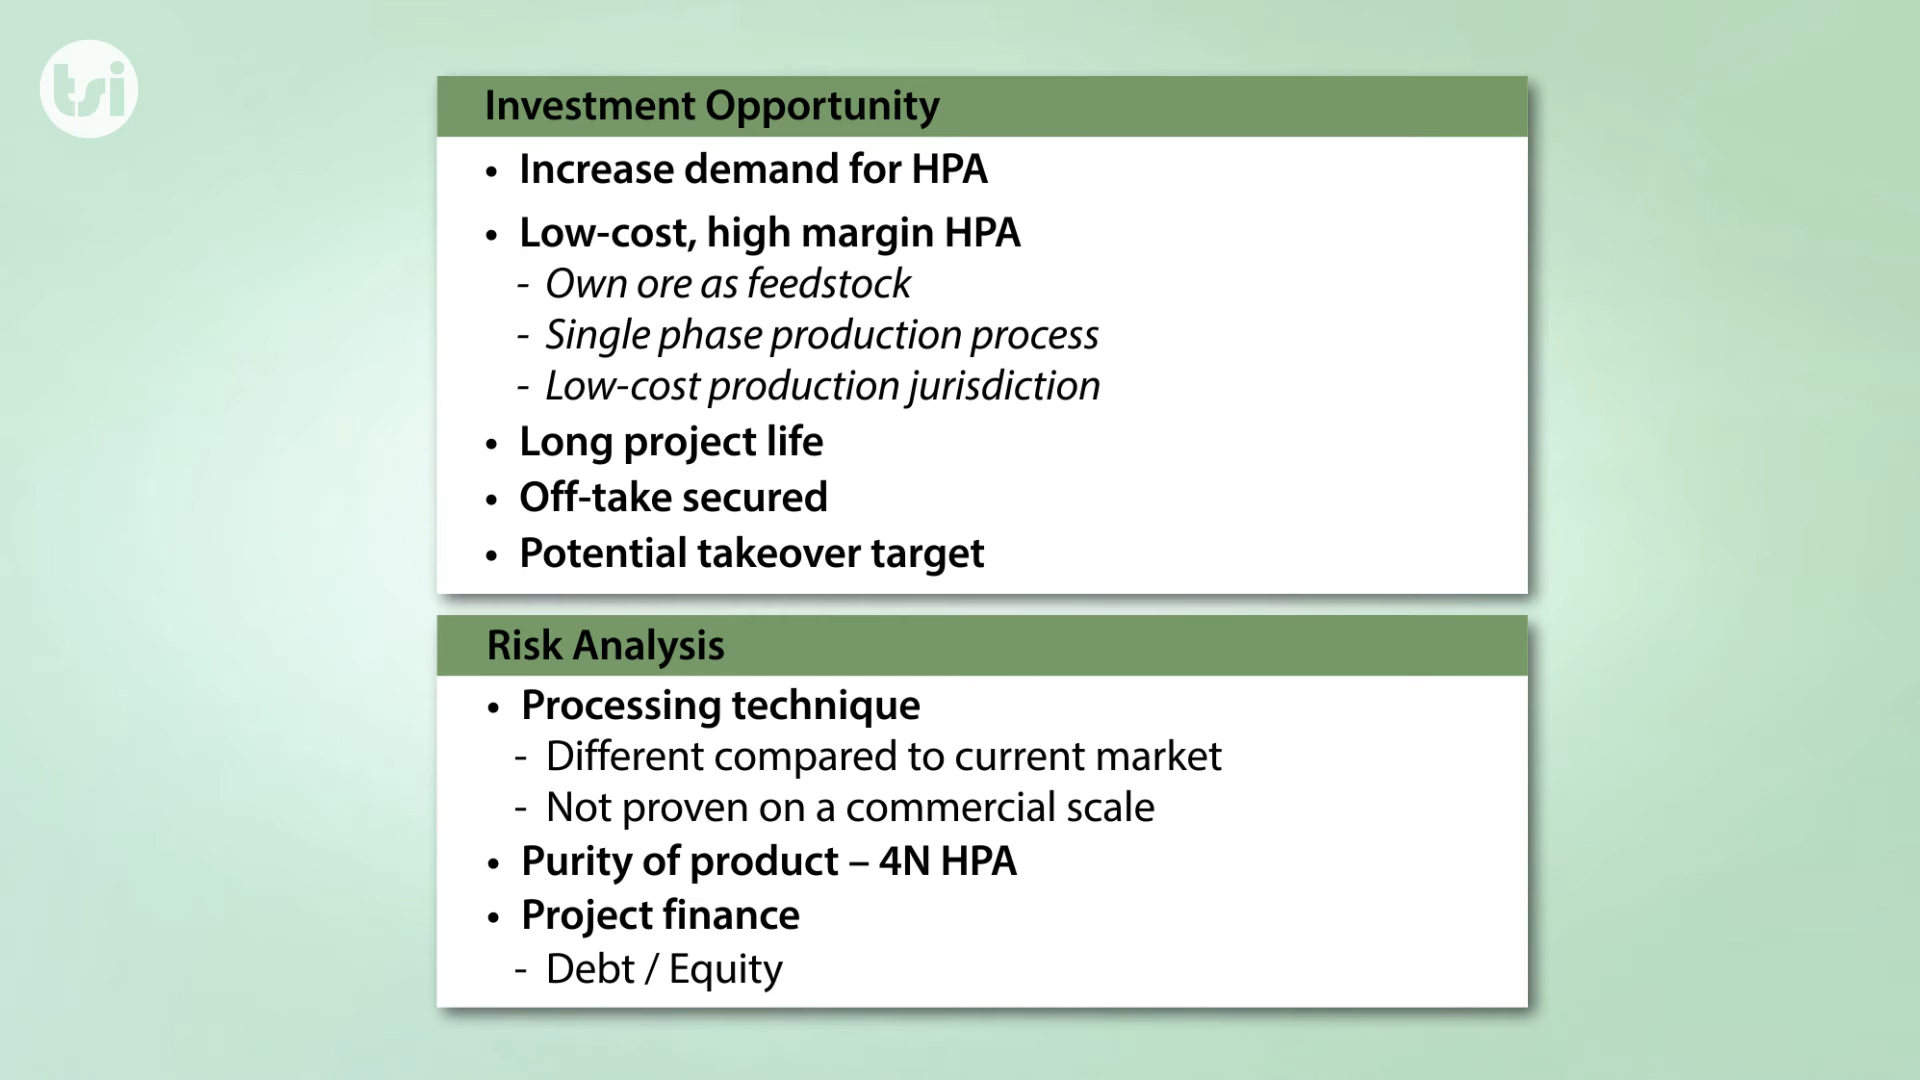 tsi
Investment Opportunity
• Increase demand for HPA
• Low-cost, high margin HPA
- Own ore as feedstock
- Single phase production process
- Low-cost production jurisdiction
• Long project life
• Off-take secured
• Potential takeover target
Risk Analysis
• Processing technique
- Different compared to current market
- Not proven on a commercial scale
• Purity of product – 4N HPA
• Project finance
- Debt / Equity